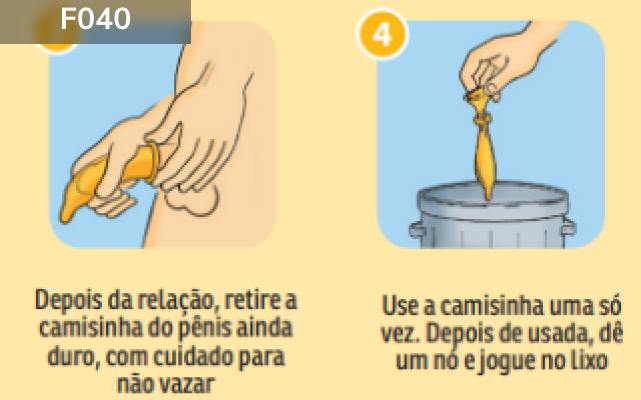 F040
4
Depois da relação, retire a
camisinha do pênis ainda
duro, com cuidado para
não vazar
Use a camisinha uma só
vez. Depois de usada, dê
um nó e jogue no lixo